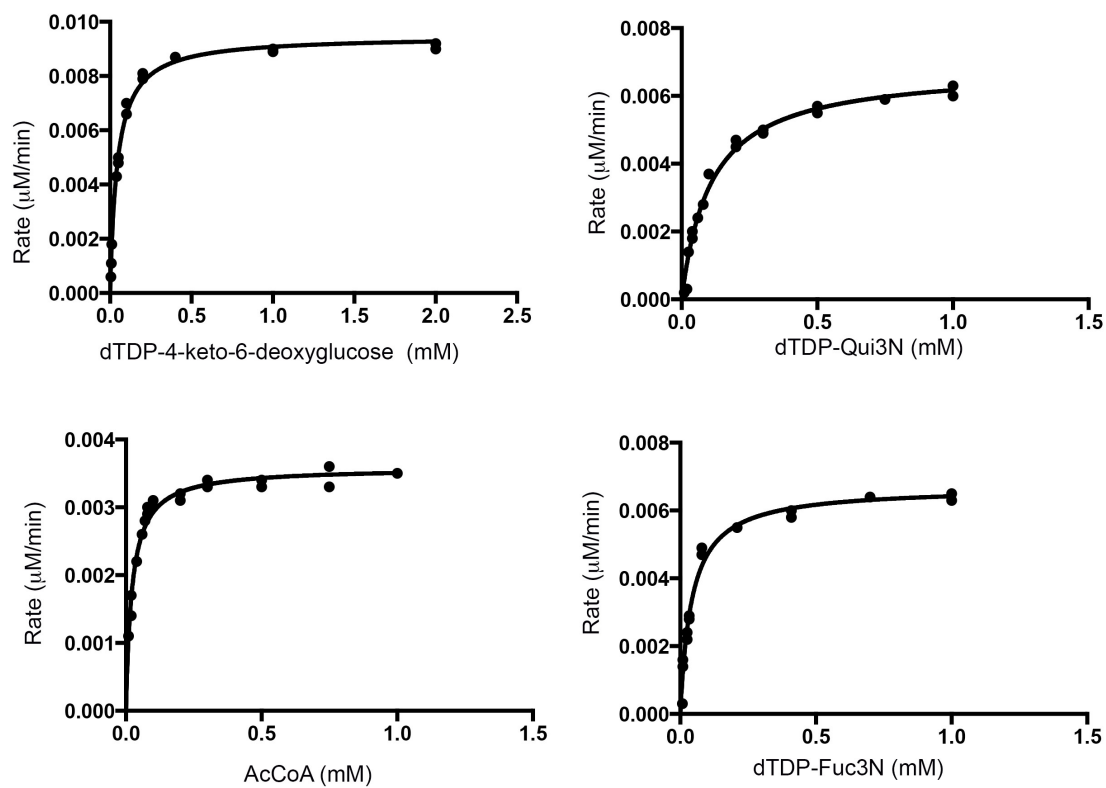 0.010
0.008
0.006
0.004
0.002
0.000
Rate (μM/min)
0.0 0.5 1.0 1.5 2.0 2.5
dTDP-4-keto-6-deoxyglucose (mM)
0.008
0.006
0.004
0.002
0.000
Rate (μM/min)
0.0 0.5 1.0 1.5
dTDP-Qui3N (mM)
0.004
0.003
0.002
0.001
0.000
Rate (μM/min)
0.0 0.5 1.0 1.5
AcCoA (mM)
0.008
0.006
0.004
0.002
0.000
Rate (μM/min)
0.0 0.5 1.0 1.5
dTDP-Fuc3N (mM)